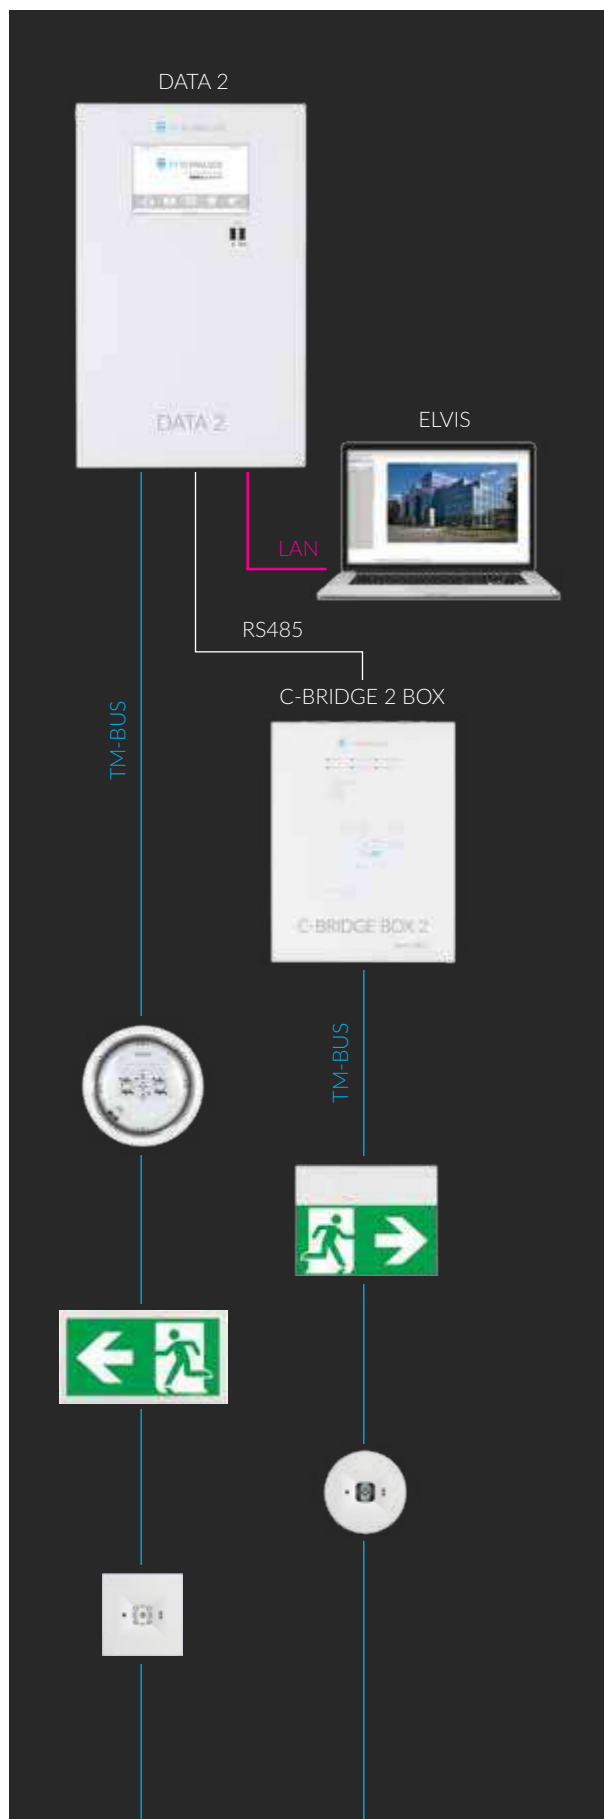 DATA 2
DATA 2
ELVIS
LAN
RS485
C-BRIDGE 2 BOX
TM-BUS
C-BRIDGE BOX 2
TM-BUS